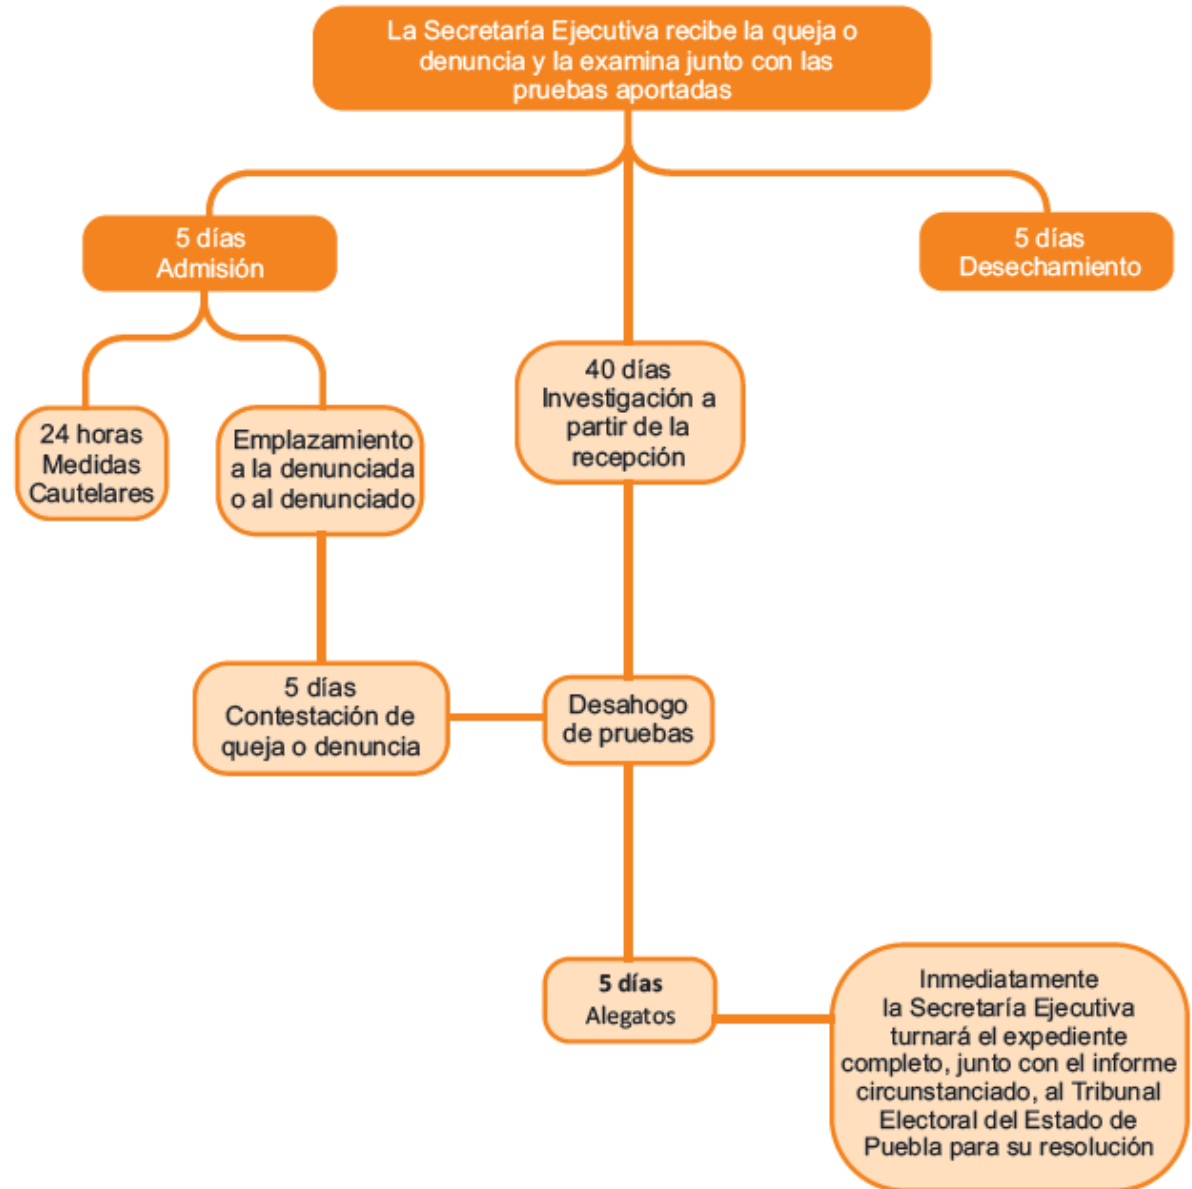 La Secretaría Ejecutiva recibe la queja o
denuncia y la examina junto con las
pruebas aportadas
5 días
Admisión
5 días
Desechamiento
24 horas
Medidas
Cautelares
Emplazamiento
a la denunciada
o al denunciado
40 días
Investigación a
partir de la
recepción
5 días
Contestación de
queja o denuncia
Desahogo
de pruebas
5 días
Alegatos
Inmediatamente
la Secretaría Ejecutiva
turnará el expediente
completo, junto con el informe
circunstanciado, al Tribunal
Electoral del Estado de
Puebla para su resolución